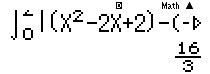 D Math ▲
∫0 |(X²-2X+2)-(-▶
16/3